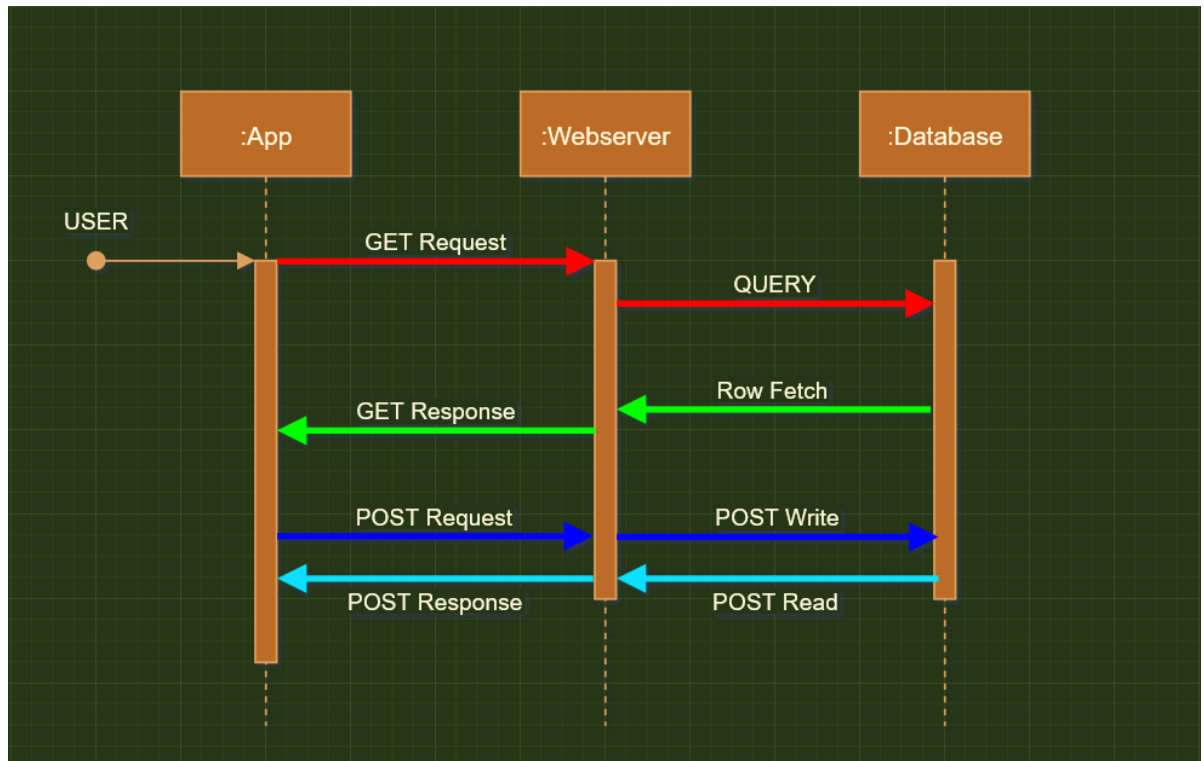 :App
:Webserver
:Database
USER
GET Request
QUERY
Row Fetch
GET Response
POST Request
POST Write
POST Response
POST Read